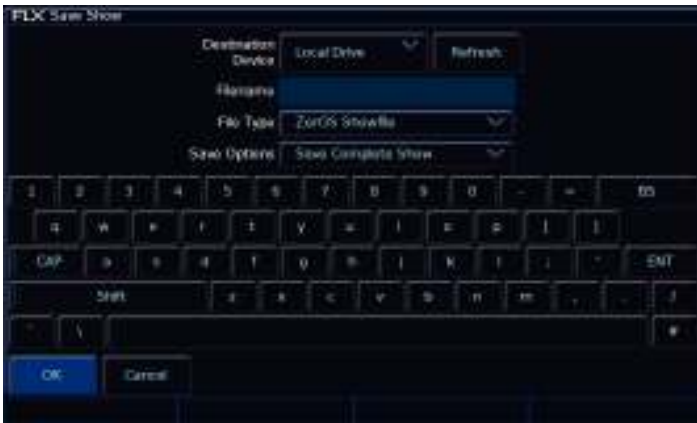 FLX Save Show
Destination Device Local Drive Refresh
Filename
File Type ZerOS Showfile
Save Options Save Complete Show
1 2 3 4 5 6 7 8 9 0 - = BS
q w e r t y u i o p [ ]
CAP a s d f g h j k l ; ' ENT
Shift z x c v b n m , . /
\ #
OK Cancel